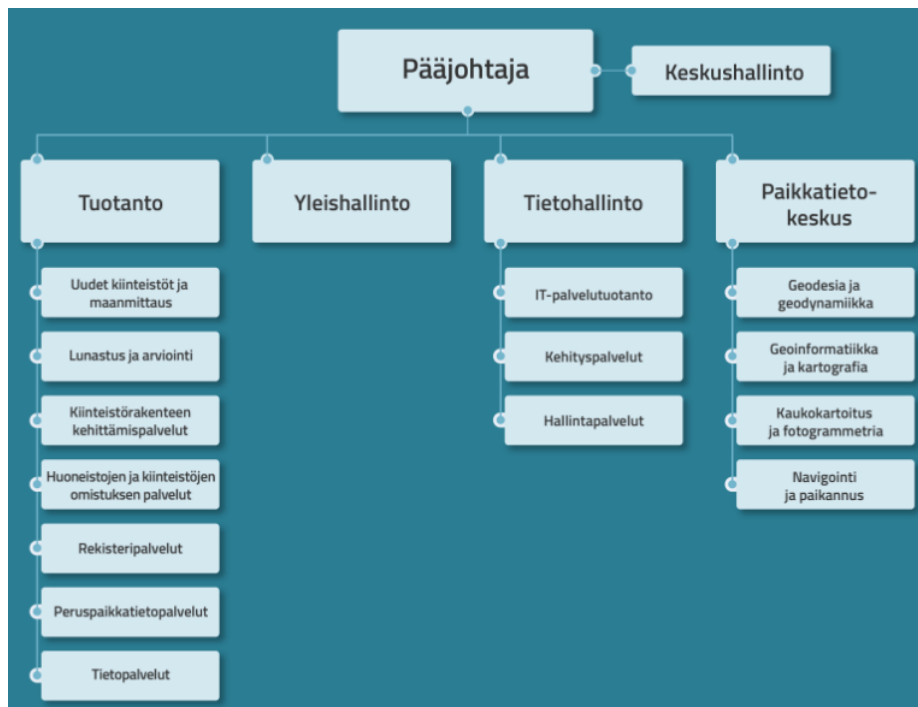 Pääjohtaja
Keskushallinto
Tuotanto
Yleishallinto
Tietohallinto
Paikkatieto-
keskus
Uudet kiinteistöt ja
maanmittaus
Lunastus ja arviointi
Kiinteistörakenteen
kehittämispalvelut
Huoneistojen ja kiinteistöjen
omistuksen palvelut
Rekisteripalvelut
Peruspaikkatietopalvelut
Tietopalvelut
IT-palvelutuotanto
Kehityspalvelut
Hallintapalvelut
Geodesia ja
geodynamiikka
Geoinformatiikka
ja kartografia
Kaukokartoitus
ja fotogrammetria
Navigointi
ja paikannus